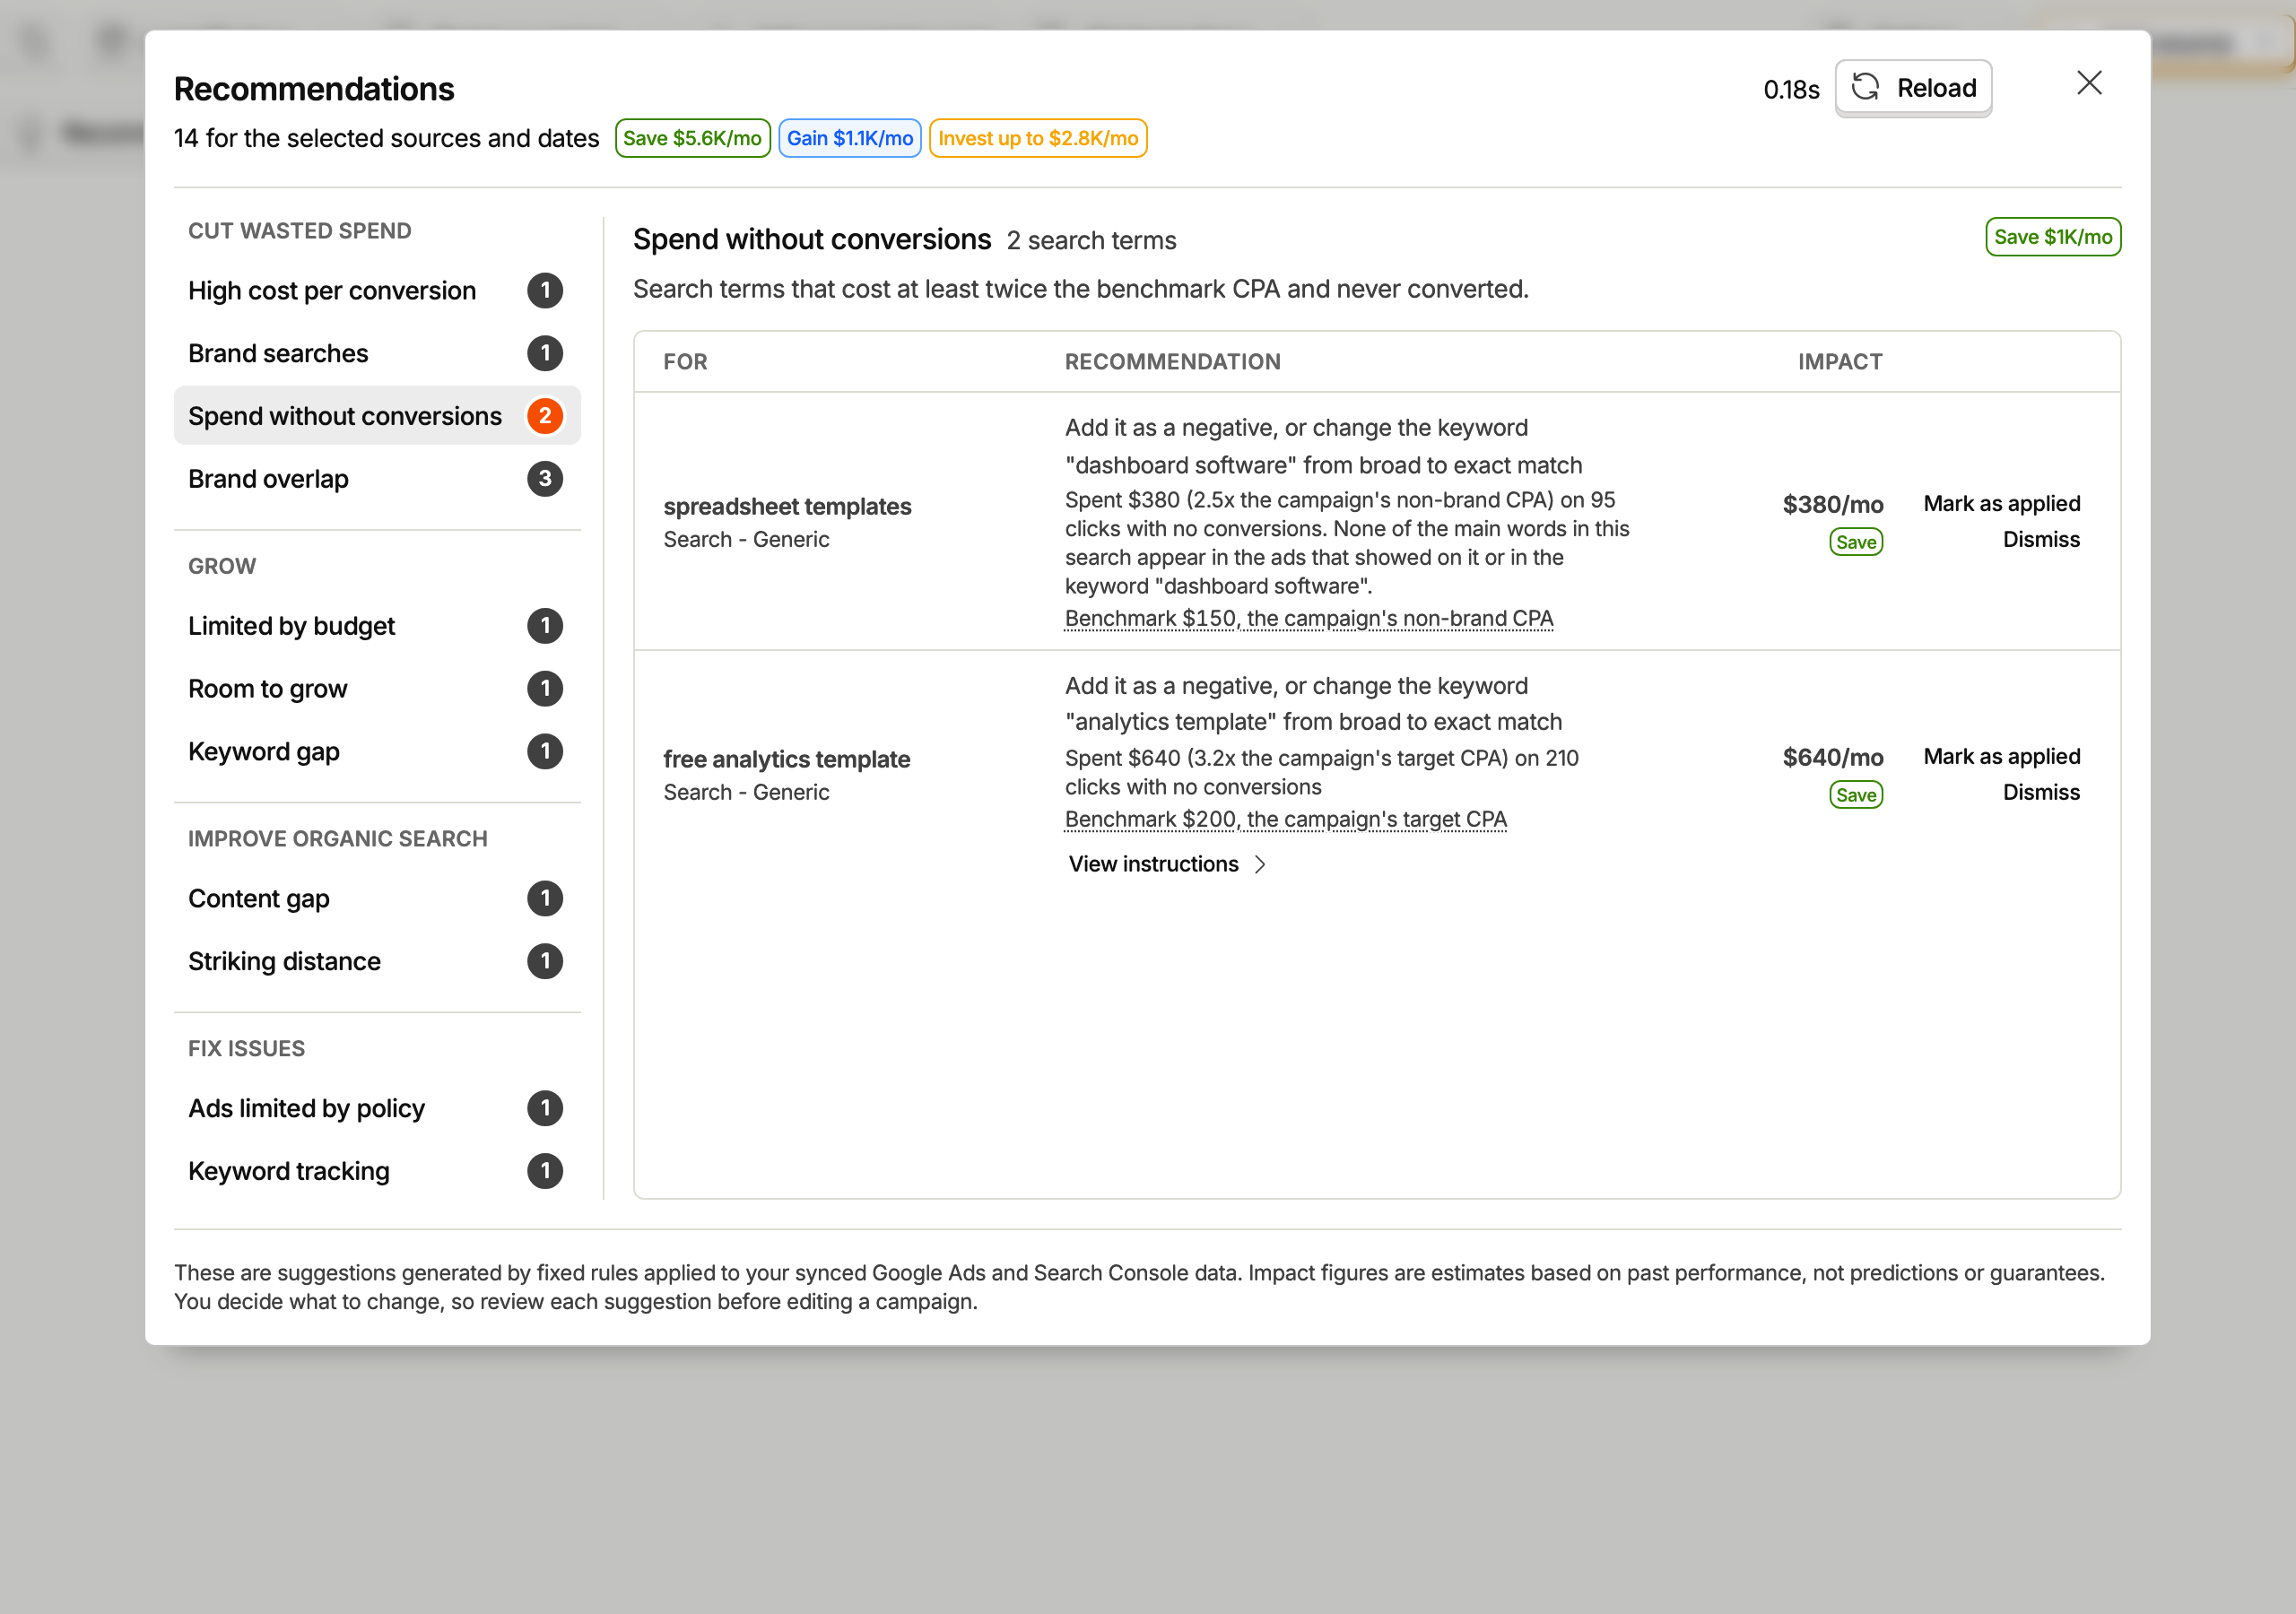 Recommendations
0.18s
Reload
14 for the selected sources and dates
Save $5.6K/mo
Gain $1.1K/mo
Invest up to $2.8K/mo
CUT WASTED SPEND
High cost per conversion 1
Brand searches 1
Spend without conversions 2
Brand overlap 3
GROW
Limited by budget 1
Room to grow 1
Keyword gap 1
IMPROVE ORGANIC SEARCH
Content gap 1
Striking distance 1
FIX ISSUES
Ads limited by policy 1
Keyword tracking 1
Spend without conversions 2 search terms
Save $1K/mo
Search terms that cost at least twice the benchmark CPA and never converted.
FOR RECOMMENDATION IMPACT
spreadsheet templates
Search - Generic
Add it as a negative, or change the keyword
"dashboard software" from broad to exact match
Spent $380 (2.5x the campaign's non-brand CPA) on 95
clicks with no conversions. None of the main words in this
search appear in the ads that showed on it or in the
keyword "dashboard software".
Benchmark $150, the campaign's non-brand CPA
$380/mo
Save
Mark as applied
Dismiss
free analytics template
Search - Generic
Add it as a negative, or change the keyword
"analytics template" from broad to exact match
Spent $640 (3.2x the campaign's target CPA) on 210
clicks with no conversions
Benchmark $200, the campaign's target CPA
View instructions
$640/mo
Save
Mark as applied
Dismiss
These are suggestions generated by fixed rules applied to your synced Google Ads and Search Console data. Impact figures are estimates based on past performance, not predictions or guarantees.
You decide what to change, so review each suggestion before editing a campaign.